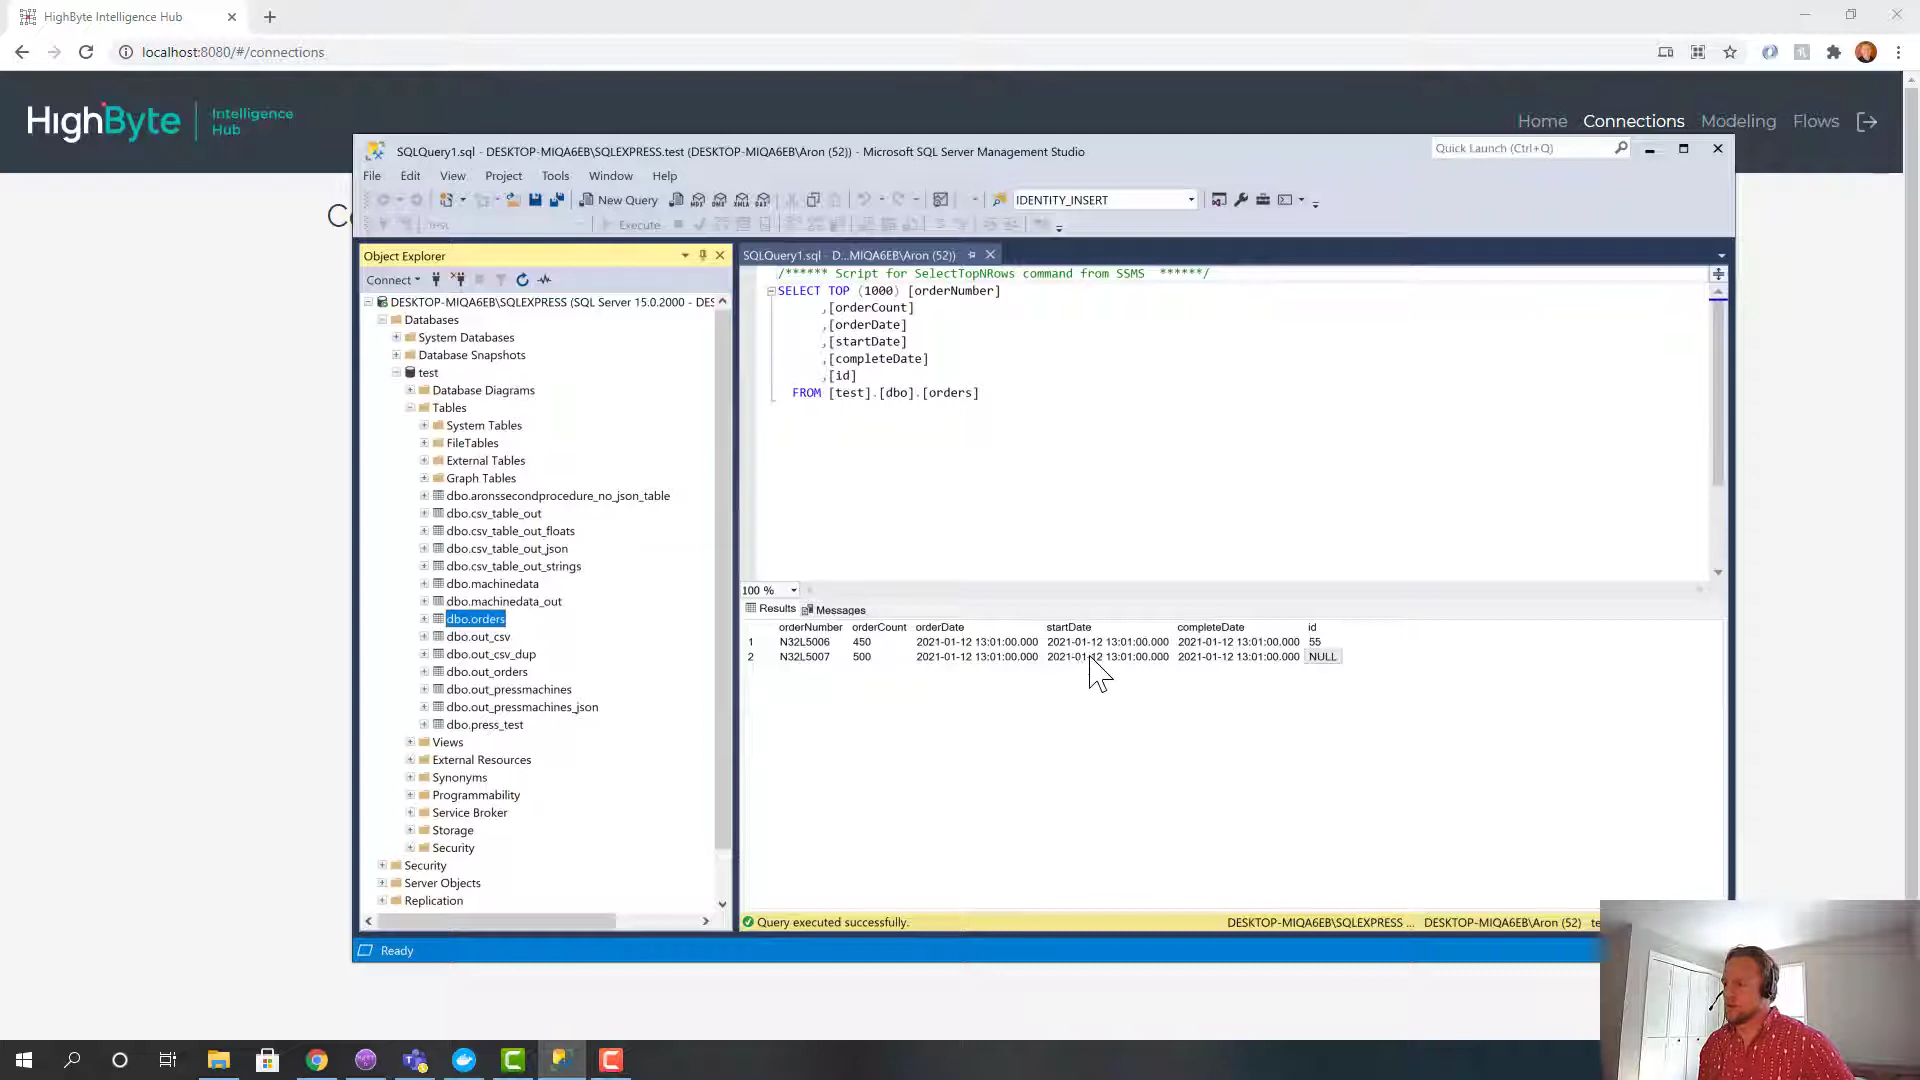 HighByte Intelligence Hub
localhost:8080/#/connections
HighByte
Intelligence
Hub
Home Connections Modeling Flows
SQLQuery1.sql - DESKTOP-MIQA6EB\SQLEXPRESS.test (DESKTOP-MIQA6EB\Aron (52)) - Microsoft SQL Server Management Studio
Quick Launch (Ctrl+Q)
File Edit View Project Tools Window Help
New Query
IDENTITY_INSERT
Execute
Object Explorer
Connect
DESKTOP-MIQA6EB\SQLEXPRESS (SQL Server 15.0.2000 - DES
Databases
System Databases
Database Snapshots
test
Database Diagrams
Tables
System Tables
FileTables
External Tables
Graph Tables
dbo.aronssecondprocedure_no_json_table
dbo.csv_table_out
dbo.csv_table_out_floats
dbo.csv_table_out_json
dbo.csv_table_out_strings
dbo.machinedata
dbo.machinedata_out
dbo.orders
dbo.out_csv
dbo.out_csv_dup
dbo.out_orders
dbo.out_pressmachines
dbo.out_pressmachines_json
dbo.press_test
Views
External Resources
Synonyms
Programmability
Service Broker
Storage
Security
Security
Server Objects
Replication
SQLQuery1.sql - D...MIQA6EB\Aron (52))
/****** Script for SelectTopNRows command from SSMS ******/
SELECT TOP (1000) [orderNumber]
,[orderCount]
,[orderDate]
,[startDate]
,[completeDate]
,[id]
FROM [test].[dbo].[orders]
100 %
Results Messages
orderNumber orderCount orderDate startDate completeDate id
1 N32L5006 450 2021-01-12 13:01:00.000 2021-01-12 13:01:00.000 2021-01-12 13:01:00.000 55
2 N32L5007 500 2021-01-12 13:01:00.000 2021-01-12 13:01:00.000 2021-01-12 13:01:00.000 NULL
Query executed successfully.
DESKTOP-MIQA6EB\SQLEXPRESS ... DESKTOP-MIQA6EB\Aron (52) te
Ready